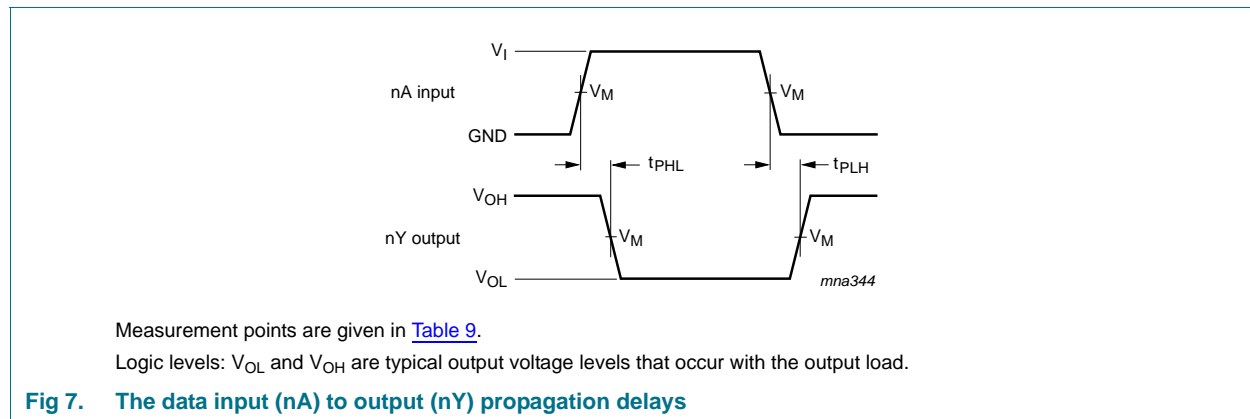 V_I
nA input
V_M
V_M
GND
t_PHL
t_PLH
V_OH
nY output
V_M
V_M
V_OL
mna344
Measurement points are given in Table 9.
Logic levels: V_OL and V_OH are typical output voltage levels that occur with the output load.
Fig 7. The data input (nA) to output (nY) propagation delays